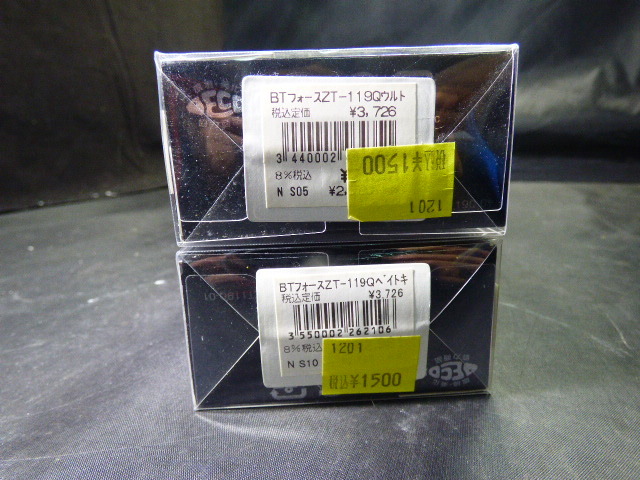 BTフォースZT-119Qウルト
税込定価 ¥3,726
3 440002
8%税込
N S05 ¥2,
税込¥1500
1201
ECO
BTフォースZT-119Qベイトキ
税込定価 ¥3,726
3 550002 262106
8%税込 1201
N S10
税込¥1500
ECO